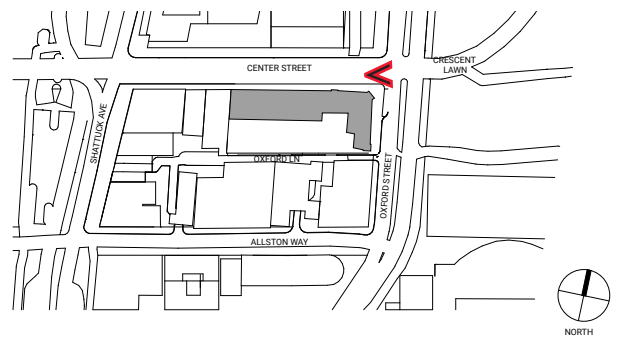 CENTER STREET
CRESCENT
LAWN
SHATTUCK AVE
OXFORD LN
OXFORD STREET
ALLSTON WAY
NORTH